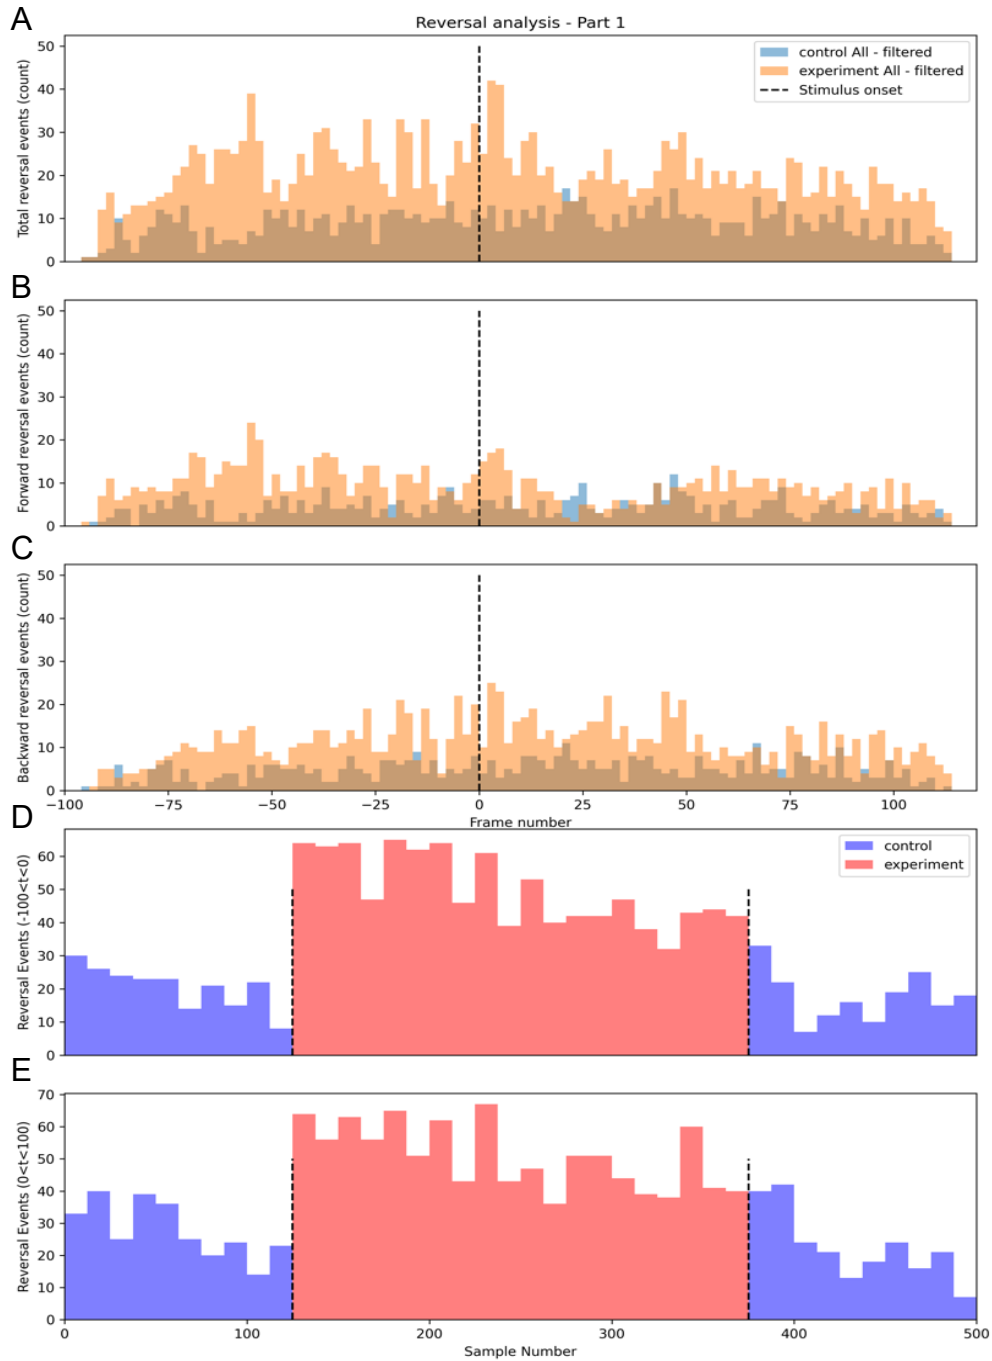 A
Reversal analysis - Part 1
Total reversal events (count)
50
40
30
20
10
0
control All - filtered
experiment All - filtered
Stimulus onset
B
Forward reversal events (count)
50
40
30
20
10
0
C
Backward reversal events (count)
50
40
30
20
10
0
−100
−75
−50
−25
0
25
50
75
100
Frame number
D
Reversal Events (-100<t<0)
60
50
40
30
20
10
0
control
experiment
E
Reversal Events (0<t<100)
70
60
50
40
30
20
10
0
0
100
200
300
400
500
Sample Number